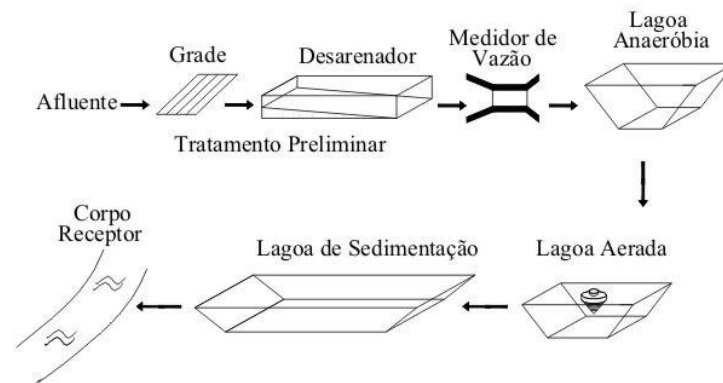 Afluente
Grade
Desarenador
Medidor de
Vazão
Lagoa
Anaeróbia
Tratamento Preliminar
Lagoa Aerada
Lagoa de Sedimentação
Corpo
Receptor